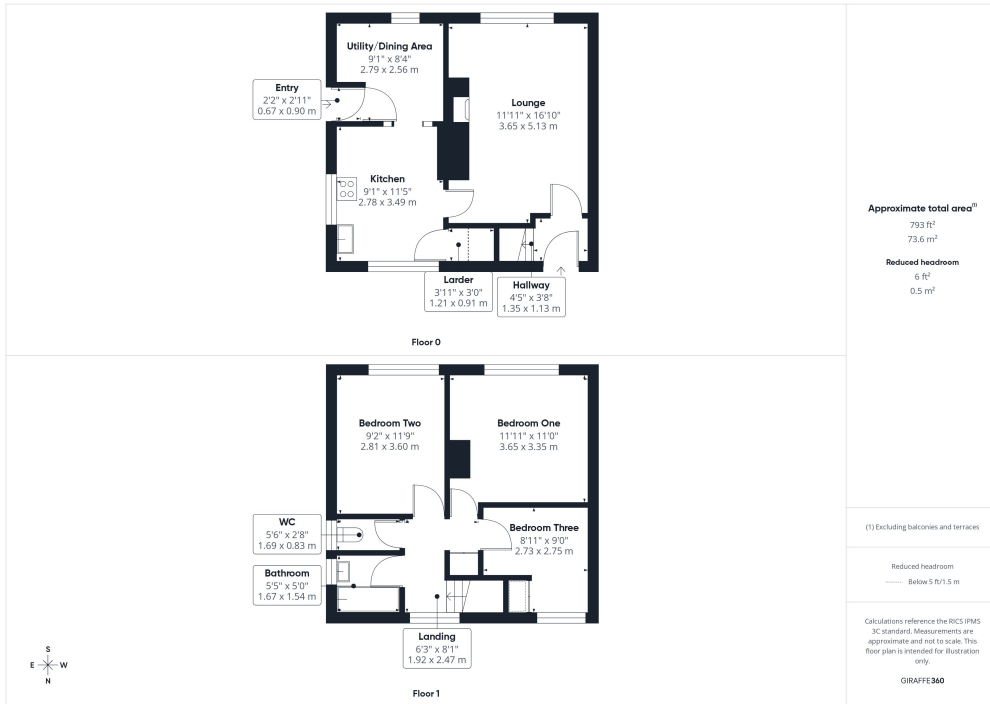 Utility/Dining Area
9'1" x 8'4"
2.79 x 2.56 m
Entry
2'2" x 2'11"
0.67 x 0.90 m
Lounge
11'11" x 16'10"
3.65 x 5.13 m
Kitchen
9'1" x 11'5"
2.78 x 3.49 m
Larder
3'11" x 3'0"
1.21 x 0.91 m
Hallway
4'5" x 3'8"
1.35 x 1.13 m
Floor 0
Bedroom Two
9'2" x 11'9"
2.81 x 3.60 m
Bedroom One
11'11" x 11'0"
3.65 x 3.35 m
WC
5'6" x 2'8"
1.69 x 0.83 m
Bedroom Three
8'11" x 9'0"
2.73 x 2.75 m
Bathroom
5'5" x 5'0"
1.67 x 1.54 m
Landing
6'3" x 8'1"
1.92 x 2.47 m
Floor 1
S
E W
N
Approximate total area(1)
793 ft²
73.6 m²
Reduced headroom
6 ft²
0.5 m²
(1) Excluding balconies and terraces
Reduced headroom
Below 5 ft/1.5 m
Calculations reference the RICS IPMS
3C standard. Measurements are
approximate and not to scale. This
floor plan is intended for illustration
only.
GIRAFFE360